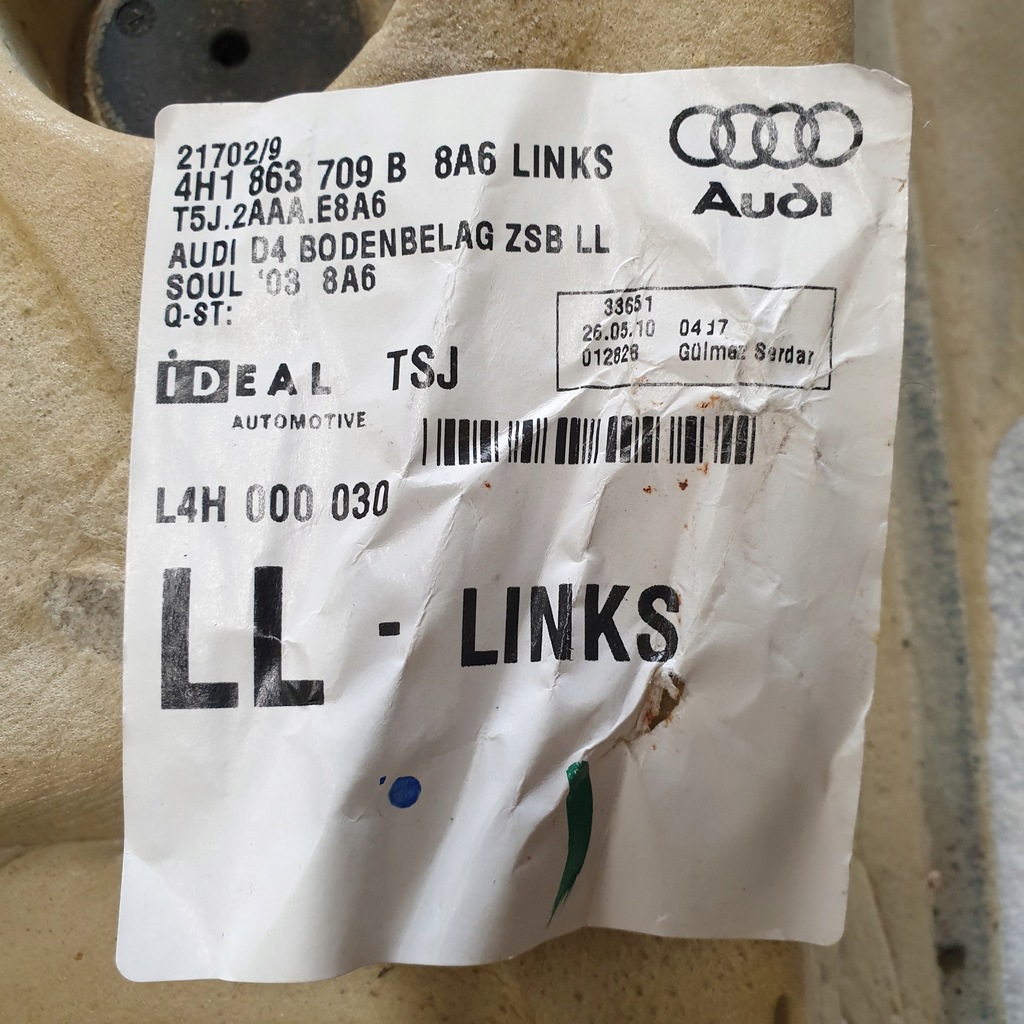 21702/9
4H1 863 709 B 8A6 LINKS
T5J.2AAA.E8A6
AUDI D4 BODENBELAG ZSB LL
SOUL '03 8A6
Q-ST:
Audi
33651
26.05.10 04:17
012828 Gülmez Serdar
iDEAL
AUTOMOTIVE
TSJ
L4H 000 030
LL - LINKS